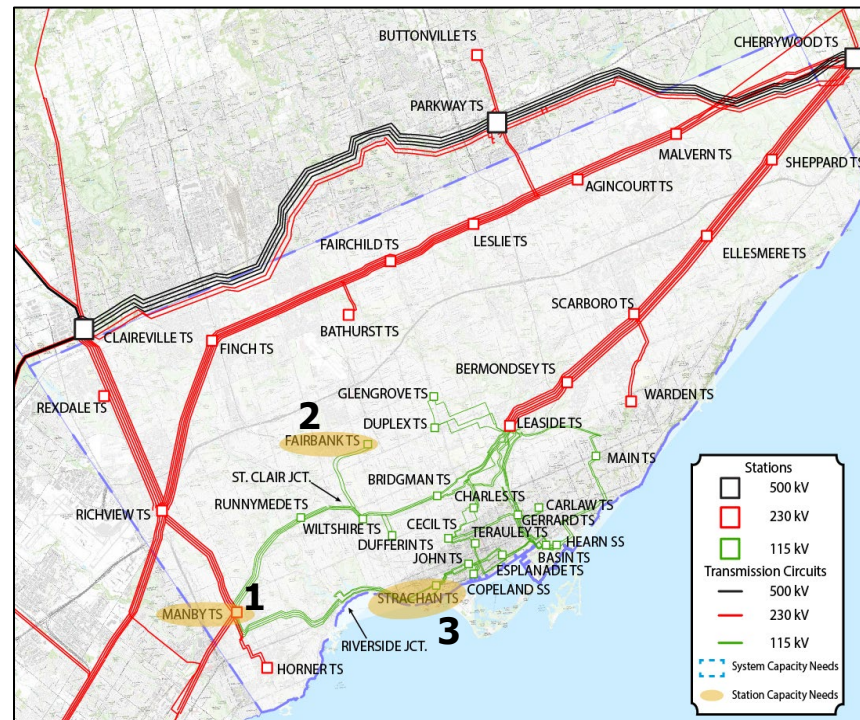 BUTTONVILLE TS
CHERRYWOOD TS
PARKWAY TS
MALVERN TS
SHEPPARD TS
AGINCOURT TS
LESLIE TS
FAIRCHILD TS
ELLESMERE TS
BATHURST TS
SCARBORO TS
CLAIREVILLE TS
FINCH TS
BERMONDSEY TS
REXDALE TS
GLENGROVE TS
WARDEN TS
2
DUPLEX TS
LEASIDE TS
FAIRBANK TS
MAIN TS
ST. CLAIR JCT.
BRIDGMAN TS
RUNNYMEDE TS
CHARLES TS
CARLAW TS
RICHVIEW TS
WILTSHIRE TS
CECIL TS
GERRARD TS
TERAULEY TS
DUFFERIN TS
HEARN SS
JOHN TS
BASIN TS
ESPLANADE TS
COPELAND SS
1
MANBY TS
STRACHAN TS
3
RIVERSIDE JCT.
HORNER TS
Stations
500 kV
230 kV
115 kV
Transmission Circuits
500 kV
230 kV
115 kV
System Capacity Needs
Station Capacity Needs